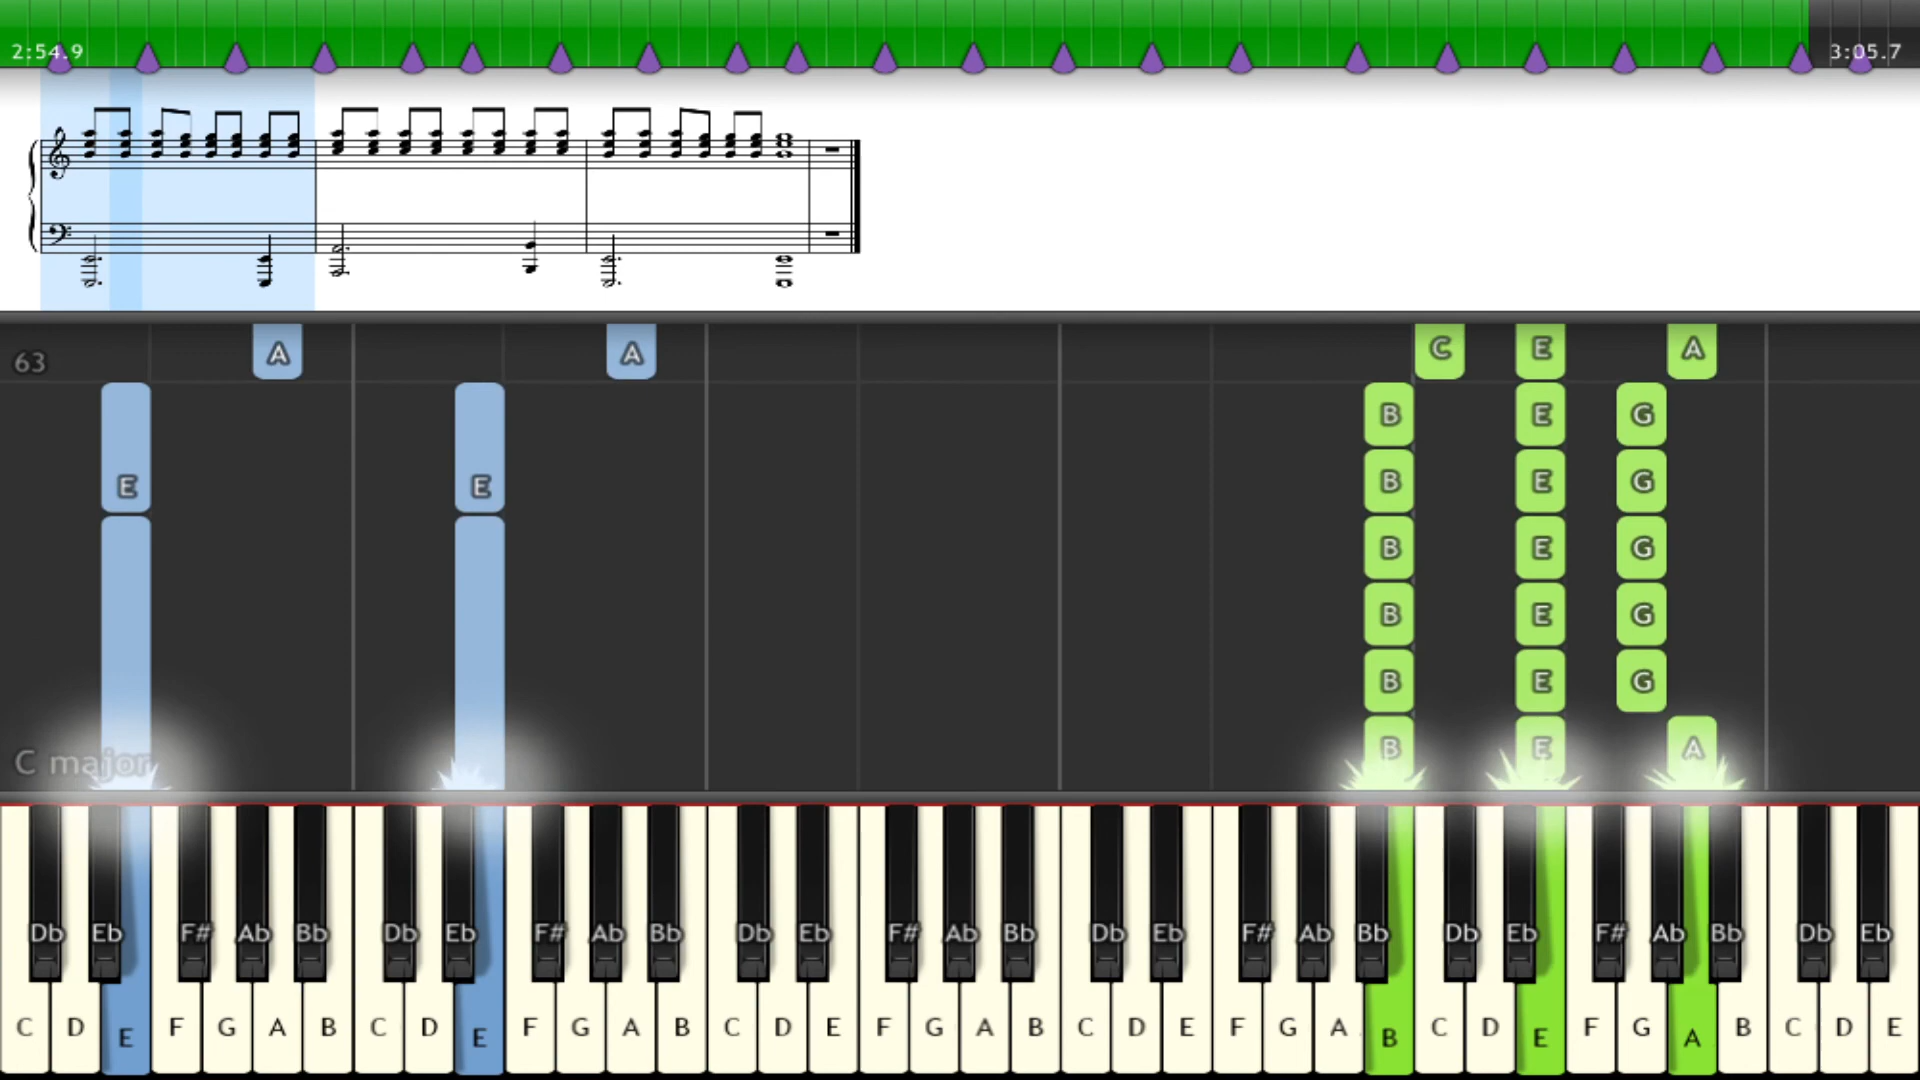 2:54.9 3:05.7
63 A A C E A
B E G
E E B E G
B E G
B E G
B E G
C major B E A
Db Eb F# Ab Bb Db Eb F# Ab Bb Db Eb F# Ab Bb Db Eb F# Ab Bb Db Eb F# Ab Bb Db Eb
C D E F G A B C D E F G A B C D E F G A B C D E F G A B C D E F G A B C D E